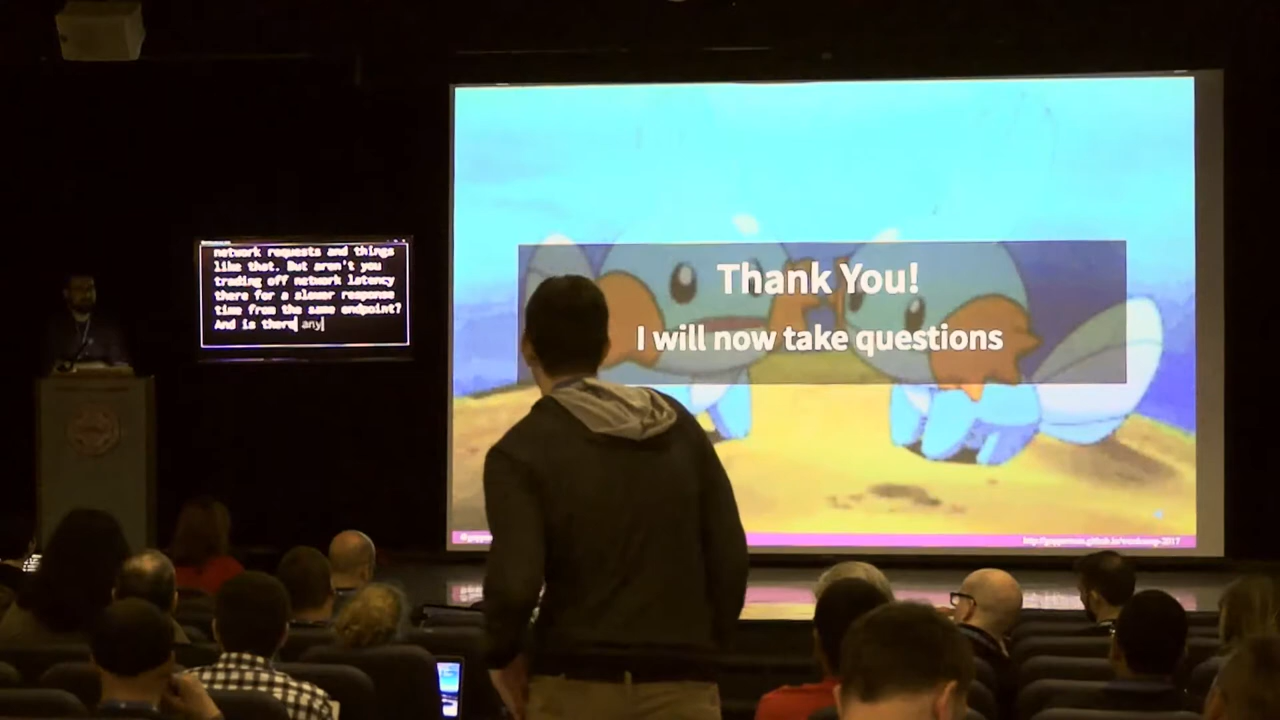 network requests and things
like that. But aren't you
trading off network latency
there for a slower response
time from the same endpoint?
And is there any
Thank You!
I will now take questions